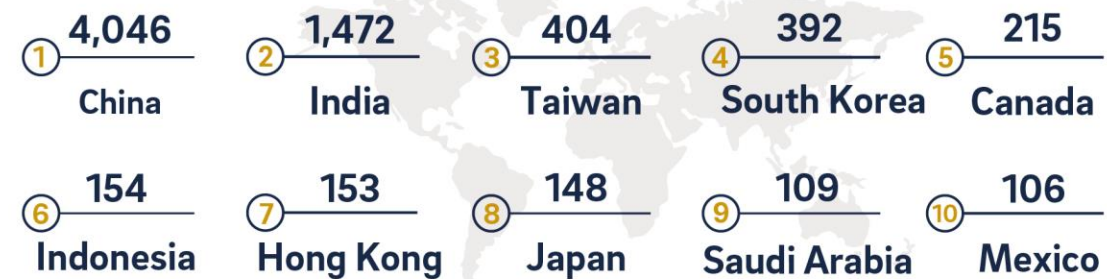 4,046 1,472 404 392 215
1 2 3 4 5
China India Taiwan South Korea Canada
154 153 148 109 106
6 7 8 9 10
Indonesia Hong Kong Japan Saudi Arabia Mexico